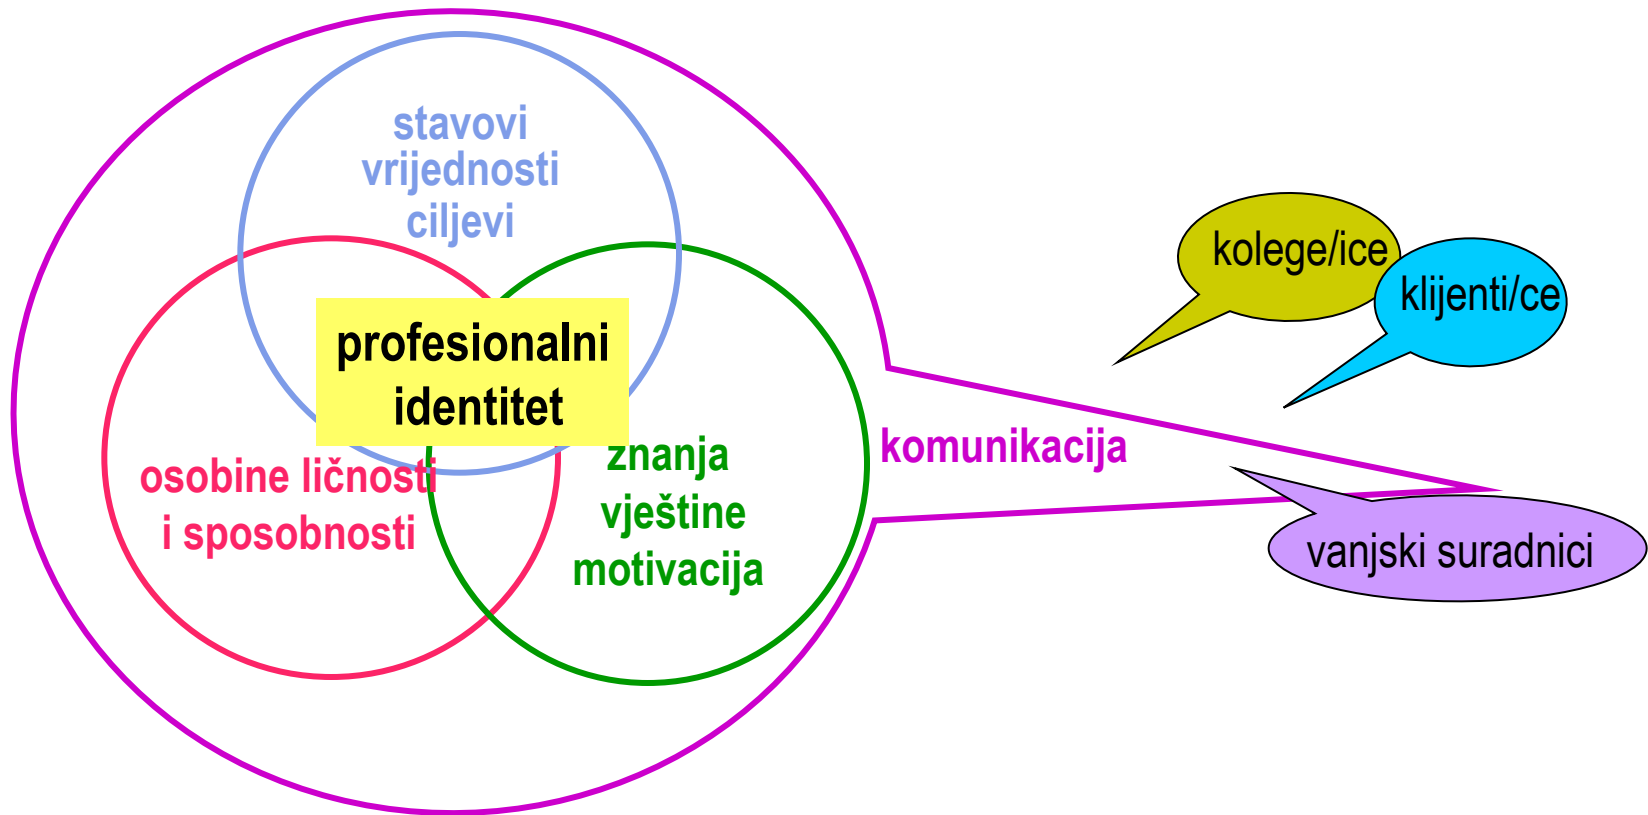 stavovi
vrijednosti
ciljevi
profesionalni
identitet
osobine ličnosti
i sposobnosti
znanja
vještine
motivacija
komunikacija
kolege/ice
klijenti/ce
vanjski suradnici